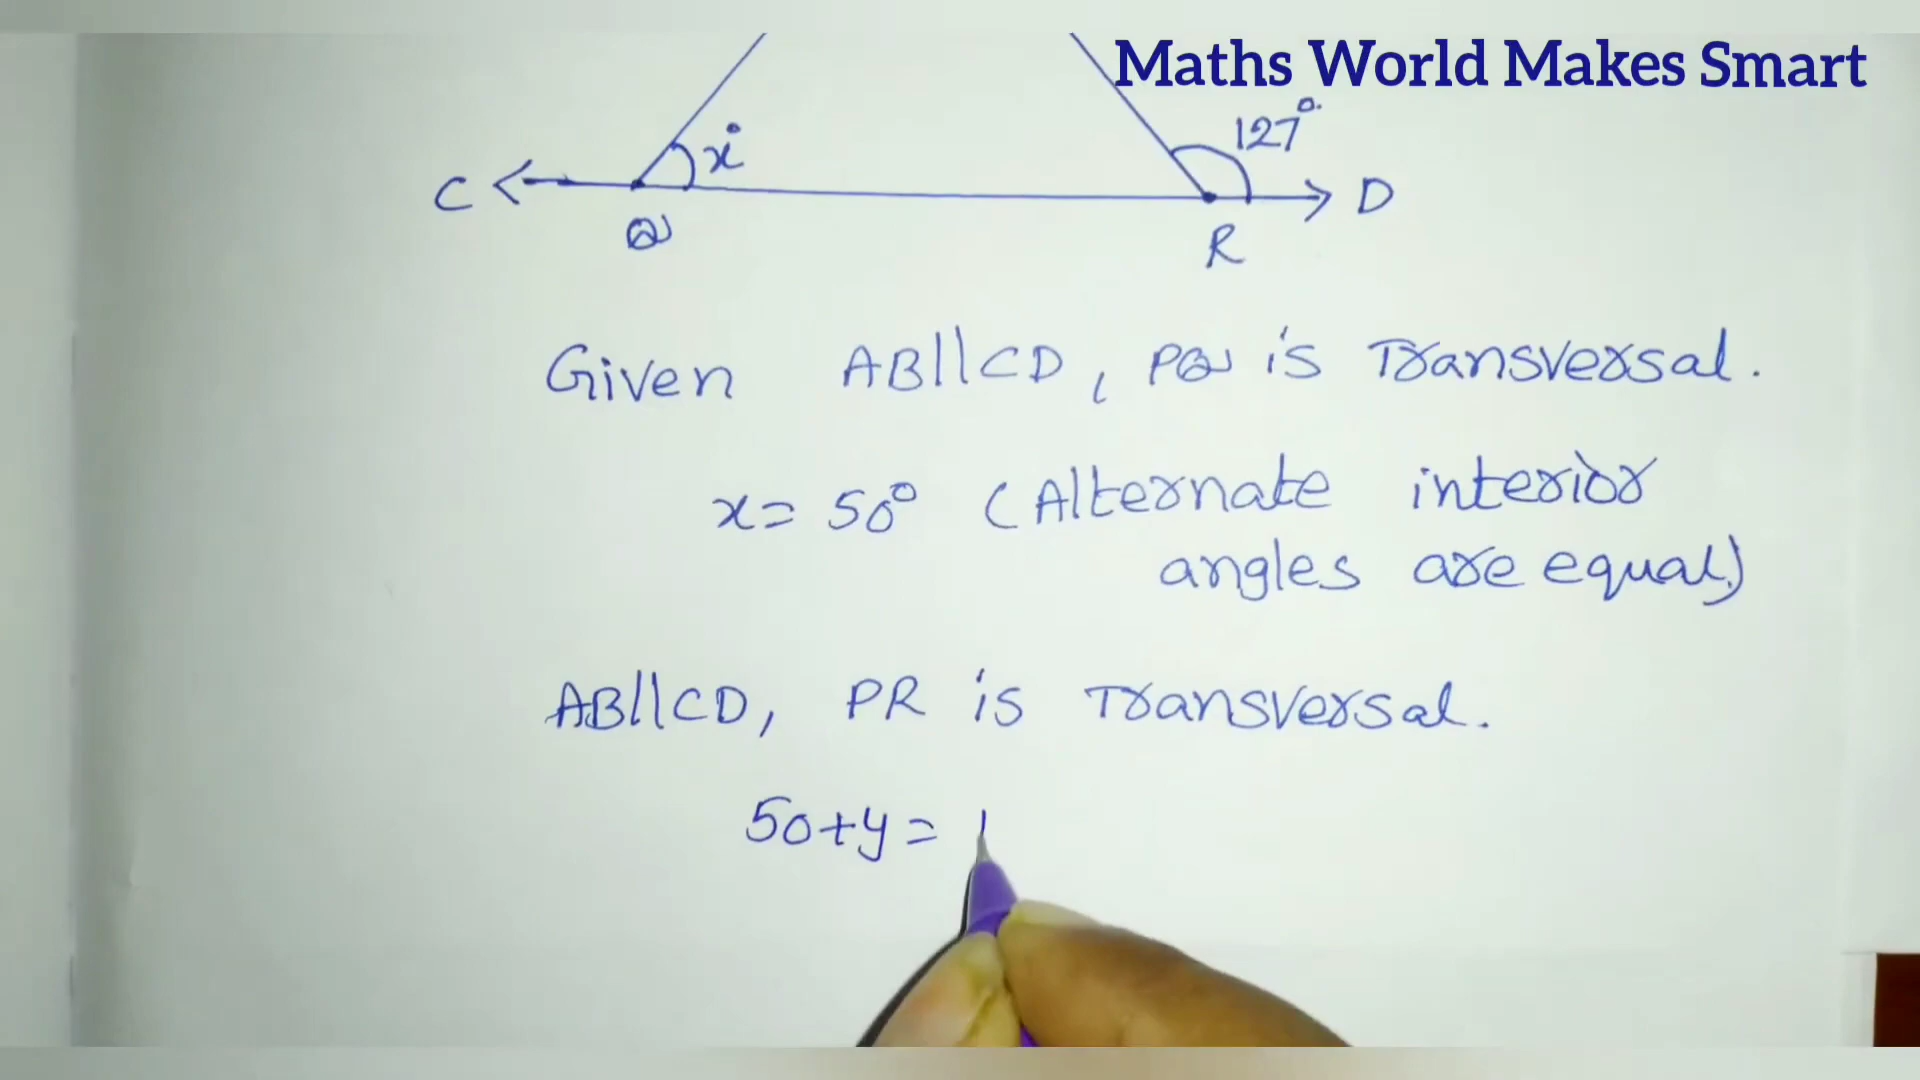 Maths World Makes Smart
127°
x°
C
D
Q
R
Given AB||CD, PQ is Transversal.
x = 50° (Alternate interior
angles are equal)
AB||CD, PR is Transversal.
50+y = 1